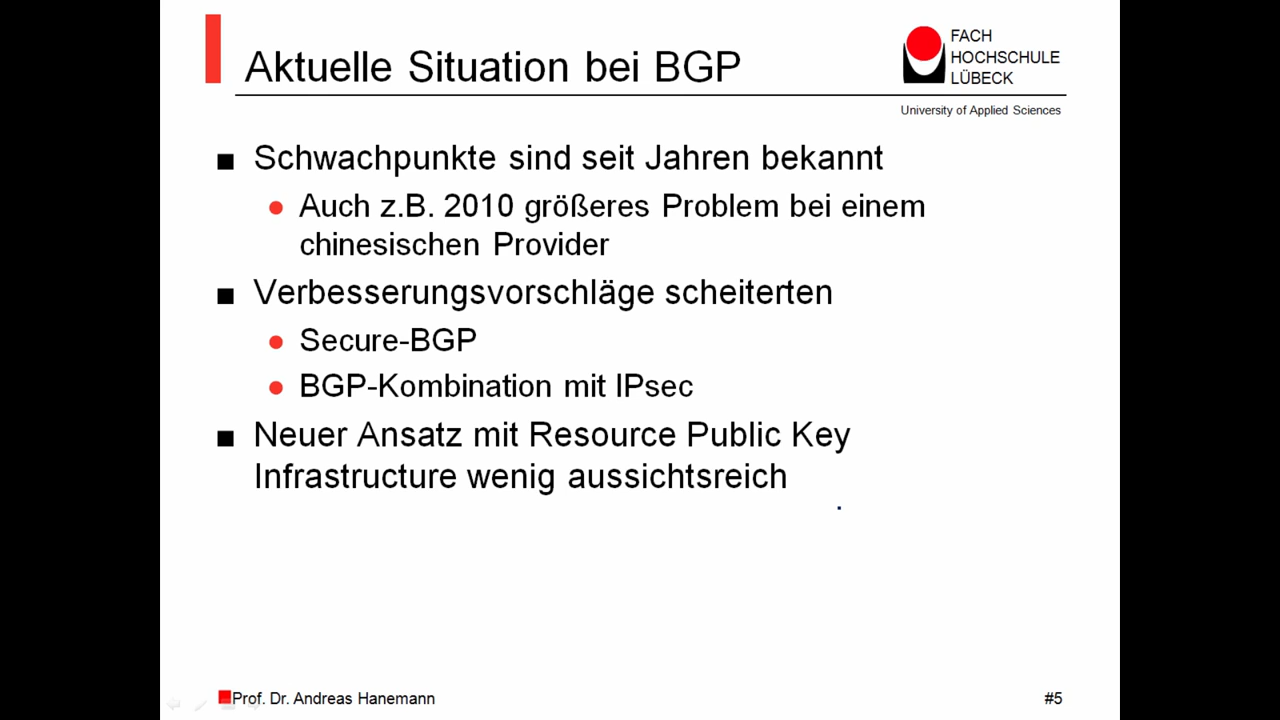 Aktuelle Situation bei BGP
FACH
HOCHSCHULE
LÜBECK
University of Applied Sciences
Schwachpunkte sind seit Jahren bekannt
Auch z.B. 2010 größeres Problem bei einem
chinesischen Provider
Verbesserungsvorschläge scheiterten
Secure-BGP
BGP-Kombination mit IPsec
Neuer Ansatz mit Resource Public Key
Infrastructure wenig aussichtsreich
Prof. Dr. Andreas Hanemann
#5